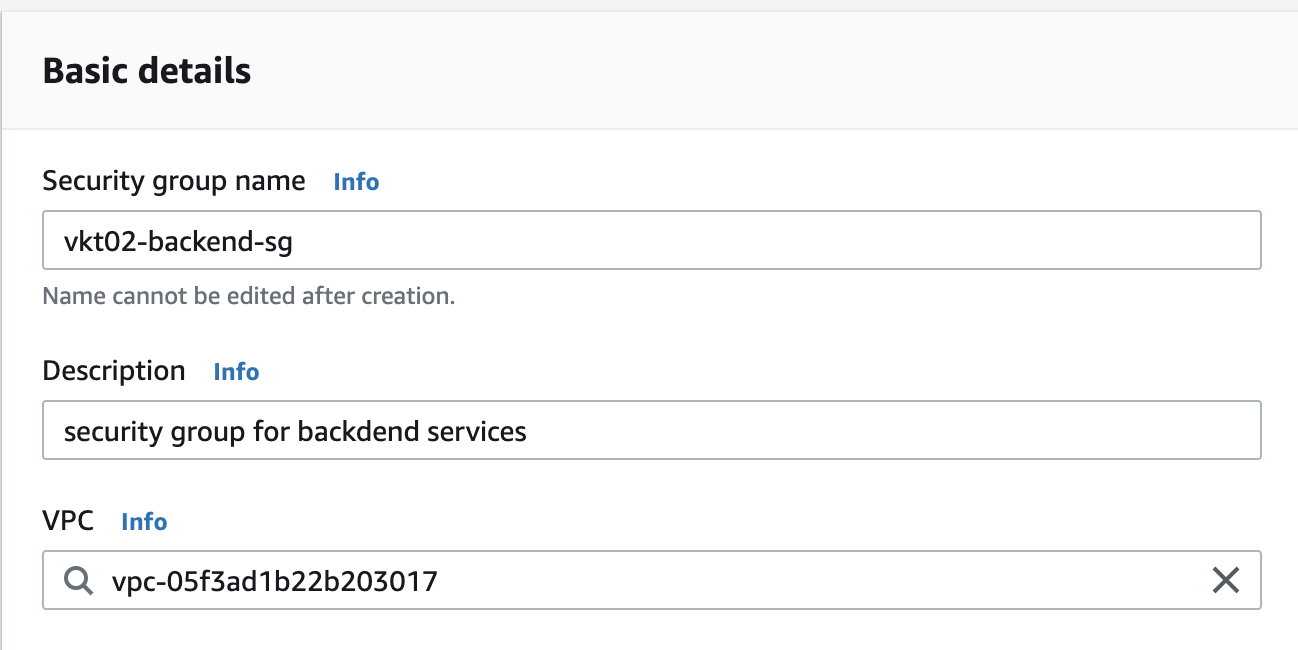 Basic details
Security group name Info
vkt02-backend-sg
Name cannot be edited after creation.
Description Info
security group for backdend services
VPC Info
vpc-05f3ad1b22b203017